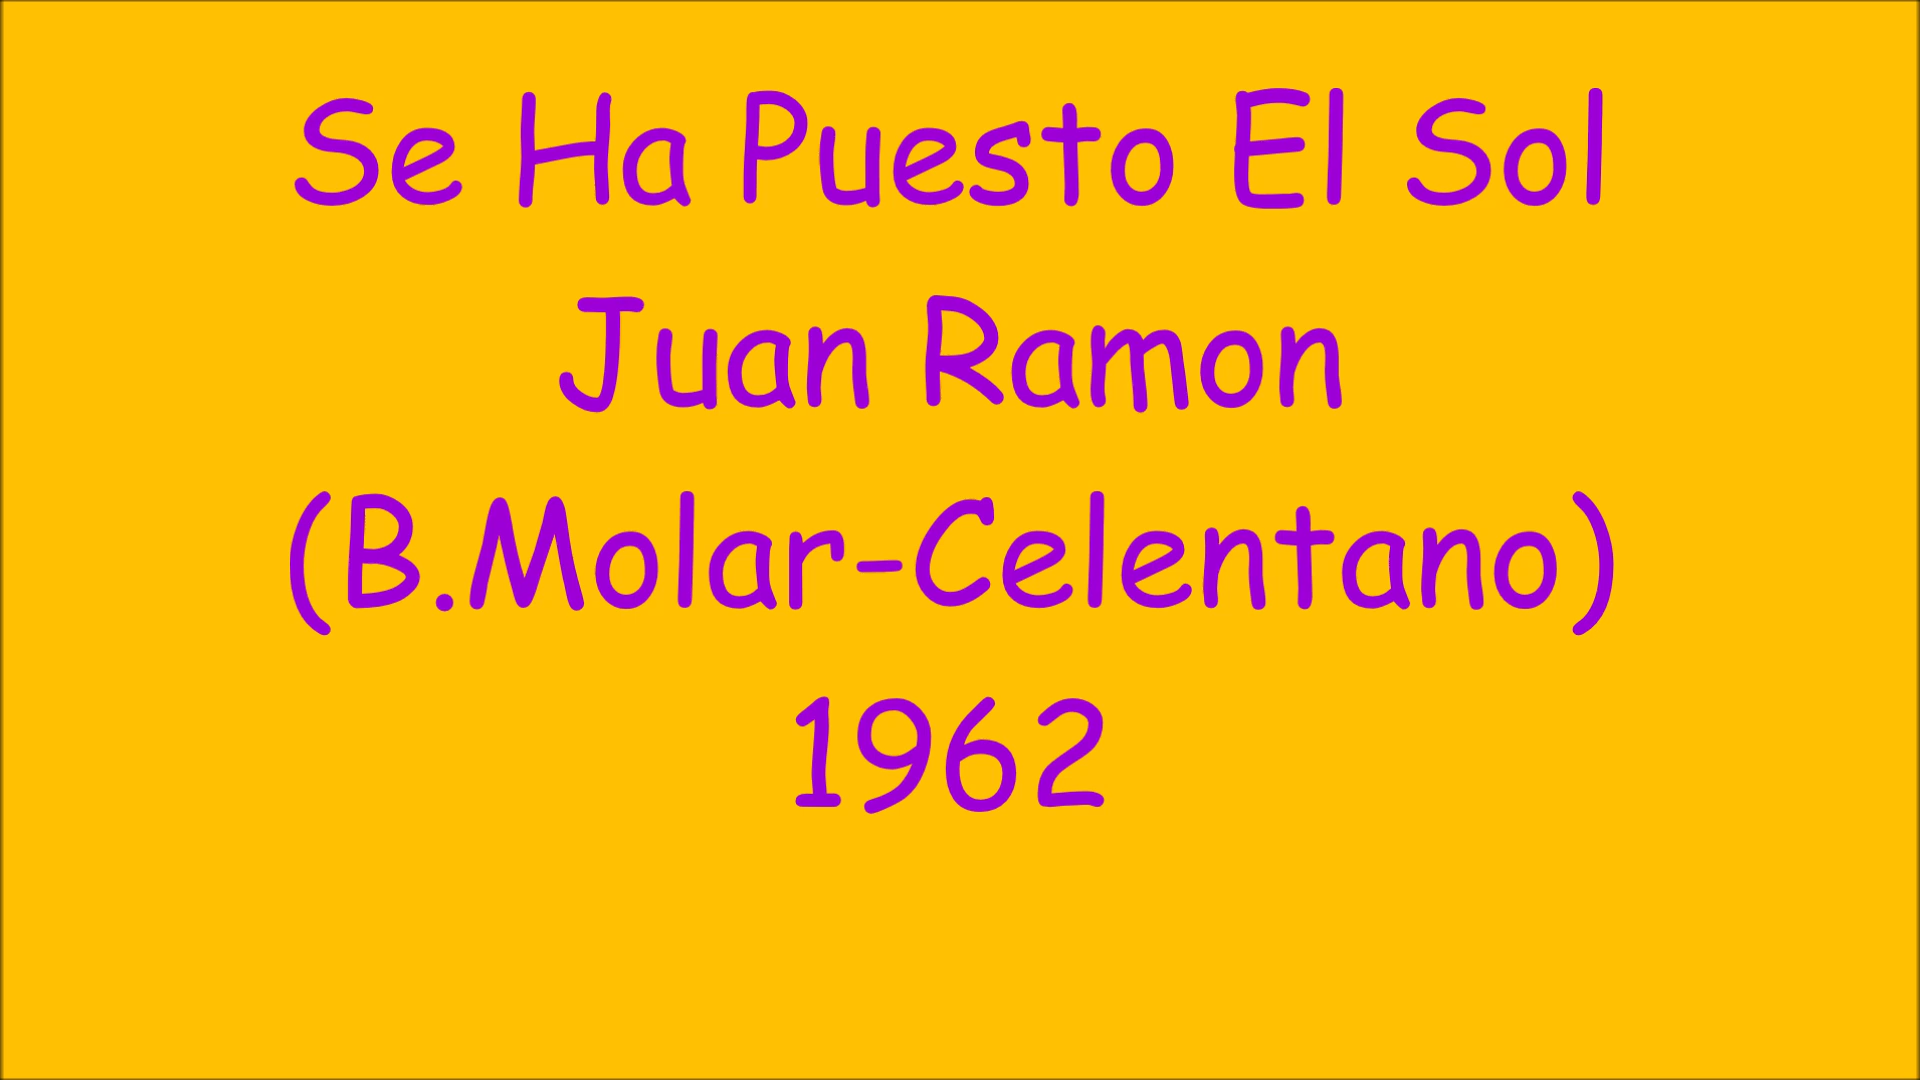 Se Ha Puesto El Sol
Juan Ramon
(B.Molar-Celentano)
1962